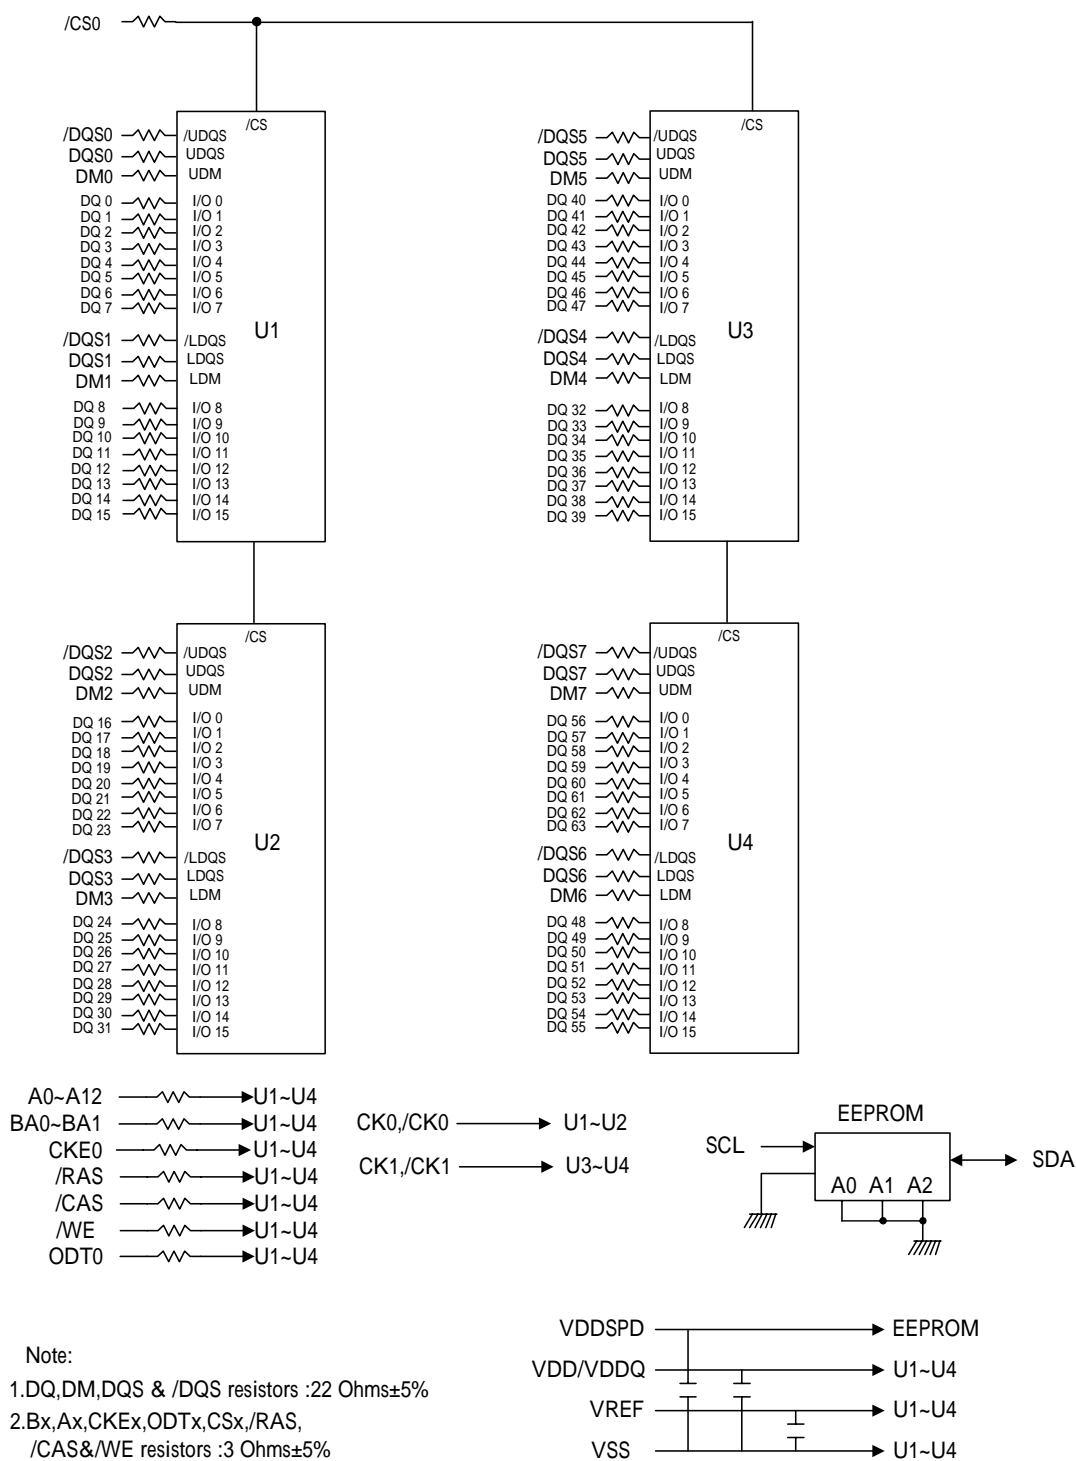 /CS0
/CS
/DQS0 /UDQS
DQS0 UDQS
DM0 UDM
DQ 0 I/O 0
DQ 1 I/O 1
DQ 2 I/O 2
DQ 3 I/O 3
DQ 4 I/O 4
DQ 5 I/O 5
DQ 6 I/O 6
DQ 7 I/O 7
U1
/DQS1 /LDQS
DQS1 LDQS
DM1 LDM
DQ 8 I/O 8
DQ 9 I/O 9
DQ 10 I/O 10
DQ 11 I/O 11
DQ 12 I/O 12
DQ 13 I/O 13
DQ 14 I/O 14
DQ 15 I/O 15
/CS
/DQS5 /UDQS
DQS5 UDQS
DM5 UDM
DQ 40 I/O 0
DQ 41 I/O 1
DQ 42 I/O 2
DQ 43 I/O 3
DQ 44 I/O 4
DQ 45 I/O 5
DQ 46 I/O 6
DQ 47 I/O 7
U3
/DQS4 /LDQS
DQS4 LDQS
DM4 LDM
DQ 32 I/O 8
DQ 33 I/O 9
DQ 34 I/O 10
DQ 35 I/O 11
DQ 36 I/O 12
DQ 37 I/O 13
DQ 38 I/O 14
DQ 39 I/O 15
/CS
/DQS2 /UDQS
DQS2 UDQS
DM2 UDM
DQ 16 I/O 0
DQ 17 I/O 1
DQ 18 I/O 2
DQ 19 I/O 3
DQ 20 I/O 4
DQ 21 I/O 5
DQ 22 I/O 6
DQ 23 I/O 7
U2
/DQS3 /LDQS
DQS3 LDQS
DM3 LDM
DQ 24 I/O 8
DQ 25 I/O 9
DQ 26 I/O 10
DQ 27 I/O 11
DQ 28 I/O 12
DQ 29 I/O 13
DQ 30 I/O 14
DQ 31 I/O 15
/CS
/DQS7 /UDQS
DQS7 UDQS
DM7 UDM
DQ 56 I/O 0
DQ 57 I/O 1
DQ 58 I/O 2
DQ 59 I/O 3
DQ 60 I/O 4
DQ 61 I/O 5
DQ 62 I/O 6
DQ 63 I/O 7
U4
/DQS6 /LDQS
DQS6 LDQS
DM6 LDM
DQ 48 I/O 8
DQ 49 I/O 9
DQ 50 I/O 10
DQ 51 I/O 11
DQ 52 I/O 12
DQ 53 I/O 13
DQ 54 I/O 14
DQ 55 I/O 15
A0~A12 U1~U4
BA0~BA1 U1~U4
CKE0 U1~U4
/RAS U1~U4
/CAS U1~U4
/WE U1~U4
ODT0 U1~U4
CK0,/CK0 U1~U2
CK1,/CK1 U3~U4
EEPROM
SCL SDA
A0 A1 A2
VDDSPD EEPROM
VDD/VDDQ U1~U4
VREF U1~U4
VSS U1~U4
Note:
1.DQ,DM,DQS & /DQS resistors :22 Ohms±5%
2.Bx,Ax,CKEx,ODTx,CSx,/RAS,
/CAS&/WE resistors :3 Ohms±5%